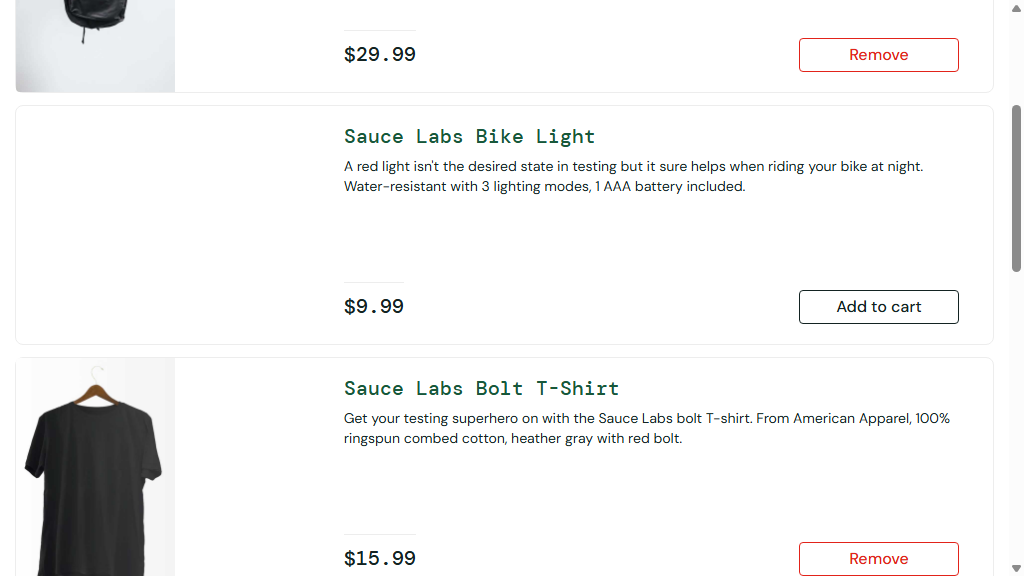 $29.99
Remove
Sauce Labs Bike Light
A red light isn't the desired state in testing but it sure helps when riding your bike at night.
Water-resistant with 3 lighting modes, 1 AAA battery included.
$9.99
Add to cart
Sauce Labs Bolt T-Shirt
Get your testing superhero on with the Sauce Labs bolt T-shirt. From American Apparel, 100%
ringspun combed cotton, heather gray with red bolt.
$15.99
Remove